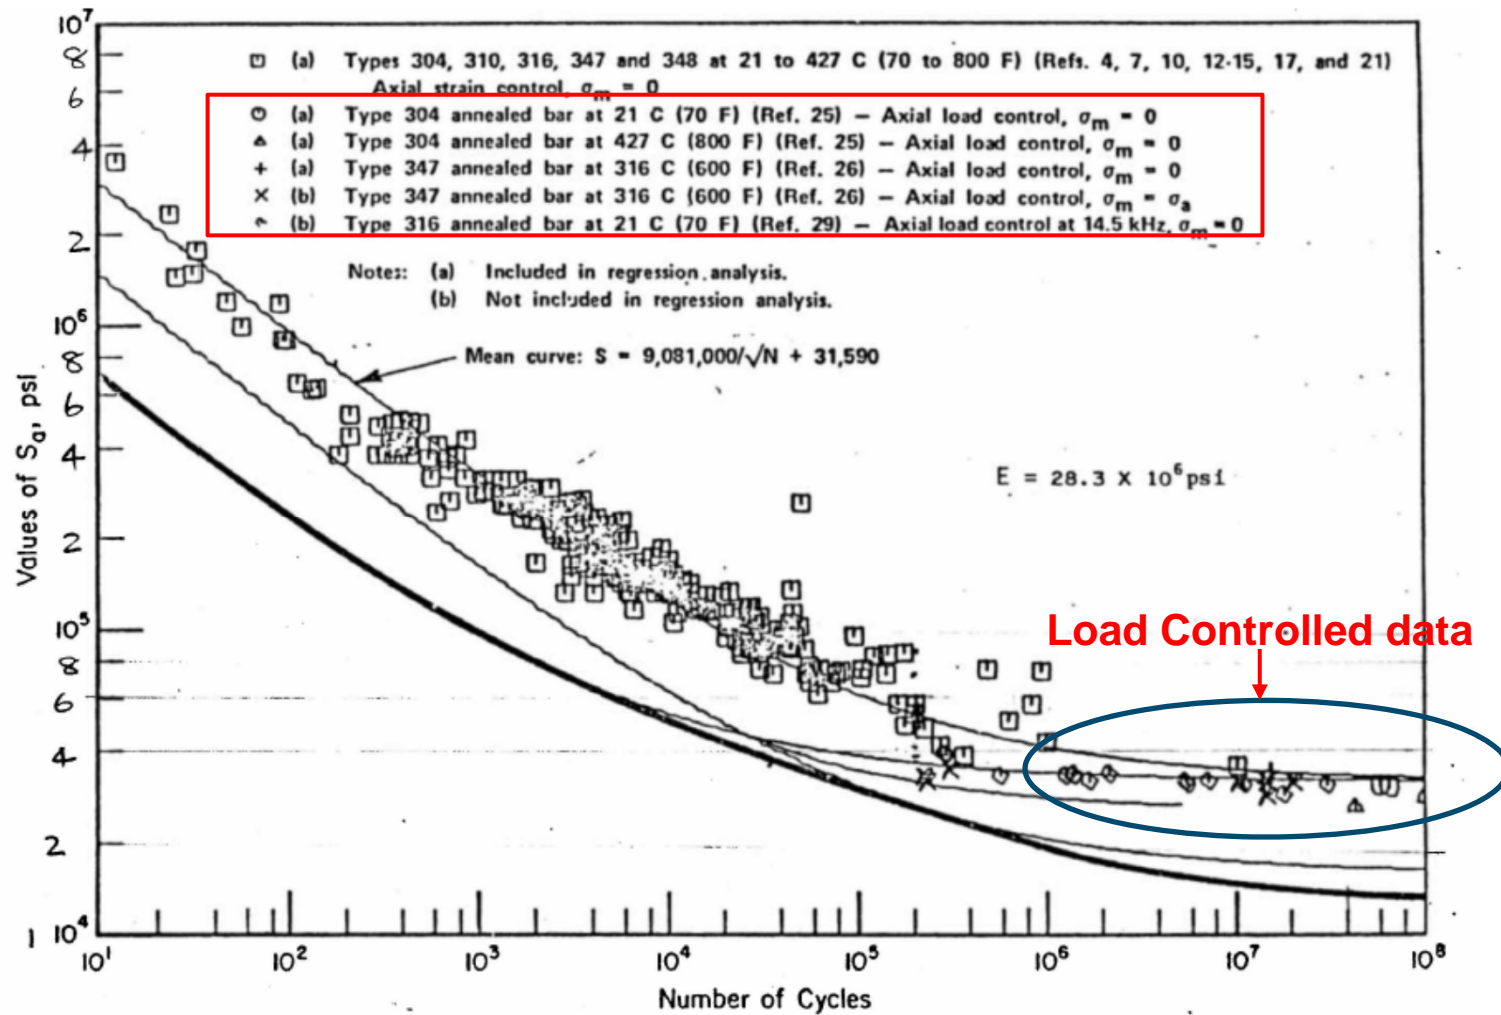 (a) Types 304, 310, 316, 347 and 348 at 21 to 427 C (70 to 800 F) (Refs. 4, 7, 10, 12-15, 17, and 21)
Axial strain control, σm = 0
(a) Type 304 annealed bar at 21 C (70 F) (Ref. 25) — Axial load control, σm = 0
(a) Type 304 annealed bar at 427 C (800 F) (Ref. 25) — Axial load control, σm = 0
(a) Type 347 annealed bar at 316 C (600 F) (Ref. 26) — Axial load control, σm = 0
(b) Type 347 annealed bar at 316 C (600 F) (Ref. 26) — Axial load control, σm = σa
(b) Type 316 annealed bar at 21 C (70 F) (Ref. 29) — Axial load control at 14.5 kHz, σm = 0
Notes: (a) Included in regression analysis.
(b) Not included in regression analysis.
Mean curve: S = 9,081,000/√N + 31,590
E = 28.3 X 10⁶ psi
Load Controlled data
Values of Sa, psi
10⁷
8
6
4
2
10⁶
8
6
4
2
10⁵
8
6
4
2
1 10⁴
10¹ 10² 10³ 10⁴ 10⁵ 10⁶ 10⁷ 10⁸
Number of Cycles